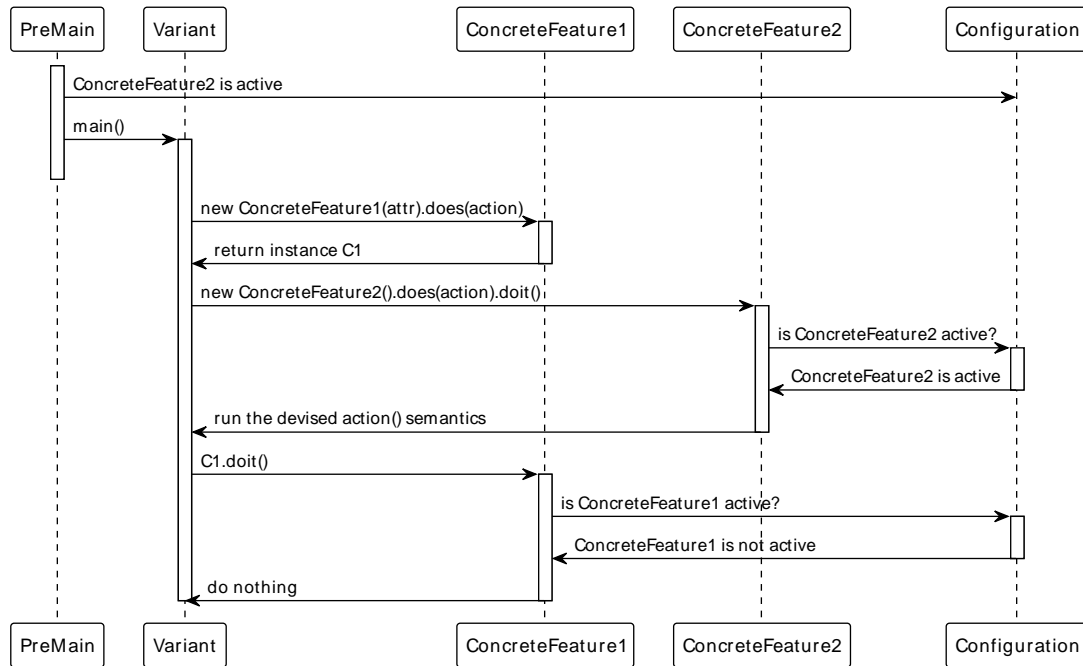 PreMain
Variant
ConcreteFeature1
ConcreteFeature2
Configuration
ConcreteFeature2 is active
main()
new ConcreteFeature1(attr).does(action)
return instance C1
new ConcreteFeature2().does(action).doit()
is ConcreteFeature2 active?
ConcreteFeature2 is active
run the devised action() semantics
C1.doit()
is ConcreteFeature1 active?
ConcreteFeature1 is not active
do nothing
PreMain
Variant
ConcreteFeature1
ConcreteFeature2
Configuration